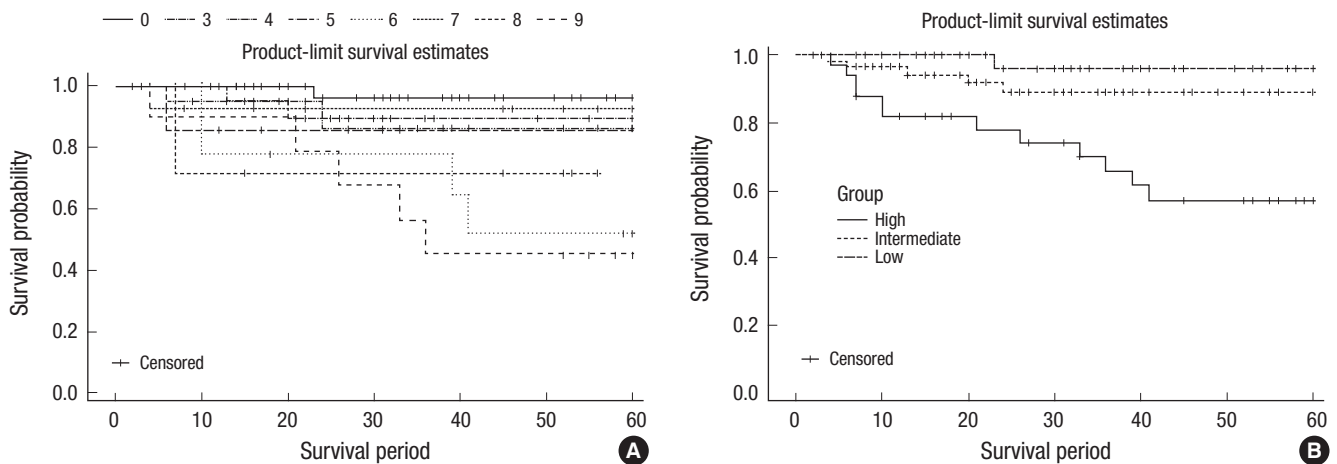 0 3 4 5 6 7 8 9
Product-limit survival estimates
1.0
0.8
0.6
0.4
0.2
0.0
Survival probability
Censored
0 10 20 30 40 50 60
Survival period
A
Product-limit survival estimates
1.0
0.8
0.6
0.4
0.2
0.0
Survival probability
Group
High
Intermediate
Low
Censored
0 10 20 30 40 50 60
Survival period
B